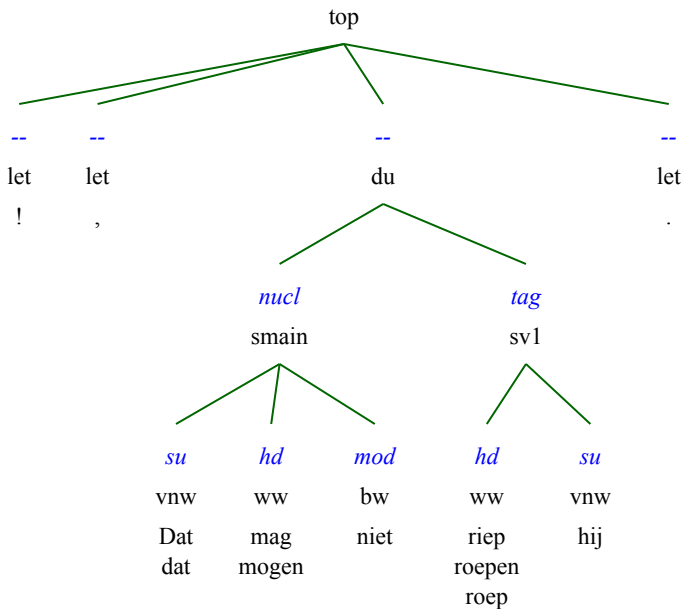 top
-- -- -- --
let let du let
! , .
nucl tag
smain sv1
su hd mod hd su
vnw ww bw ww vnw
Dat mag niet riep hij
dat mogen roepen
roep